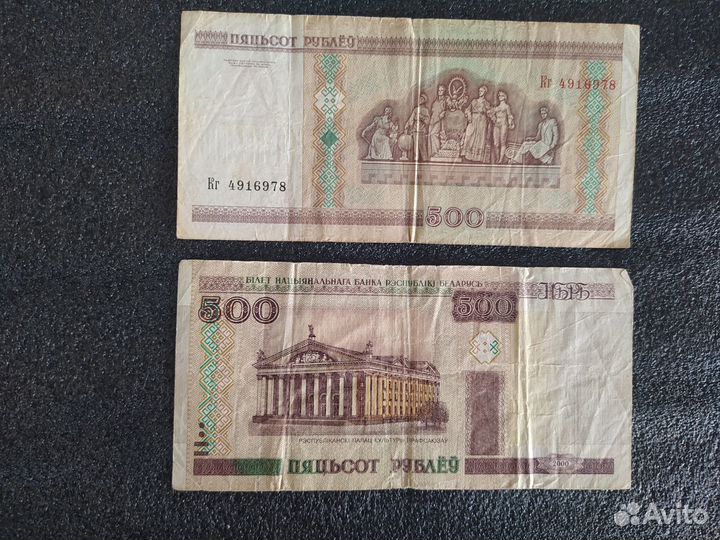 ПЯЦЬСОТ РУБЛЁЎ
Кг 4916978
Кг 4916978
500
БІЛЕТ НАЦЫЯНАЛЬНАГА БАНКА РЭСПУБЛІКІ БЕЛАРУСЬ
500
500
НБРБ
РЭСПУБЛІКАНСКІ ПАЛАЦ КУЛЬТУРЫ ПРАФСАЮЗАЎ
ПЯЦЬСОТ РУБЛЁЎ
2000
Avito